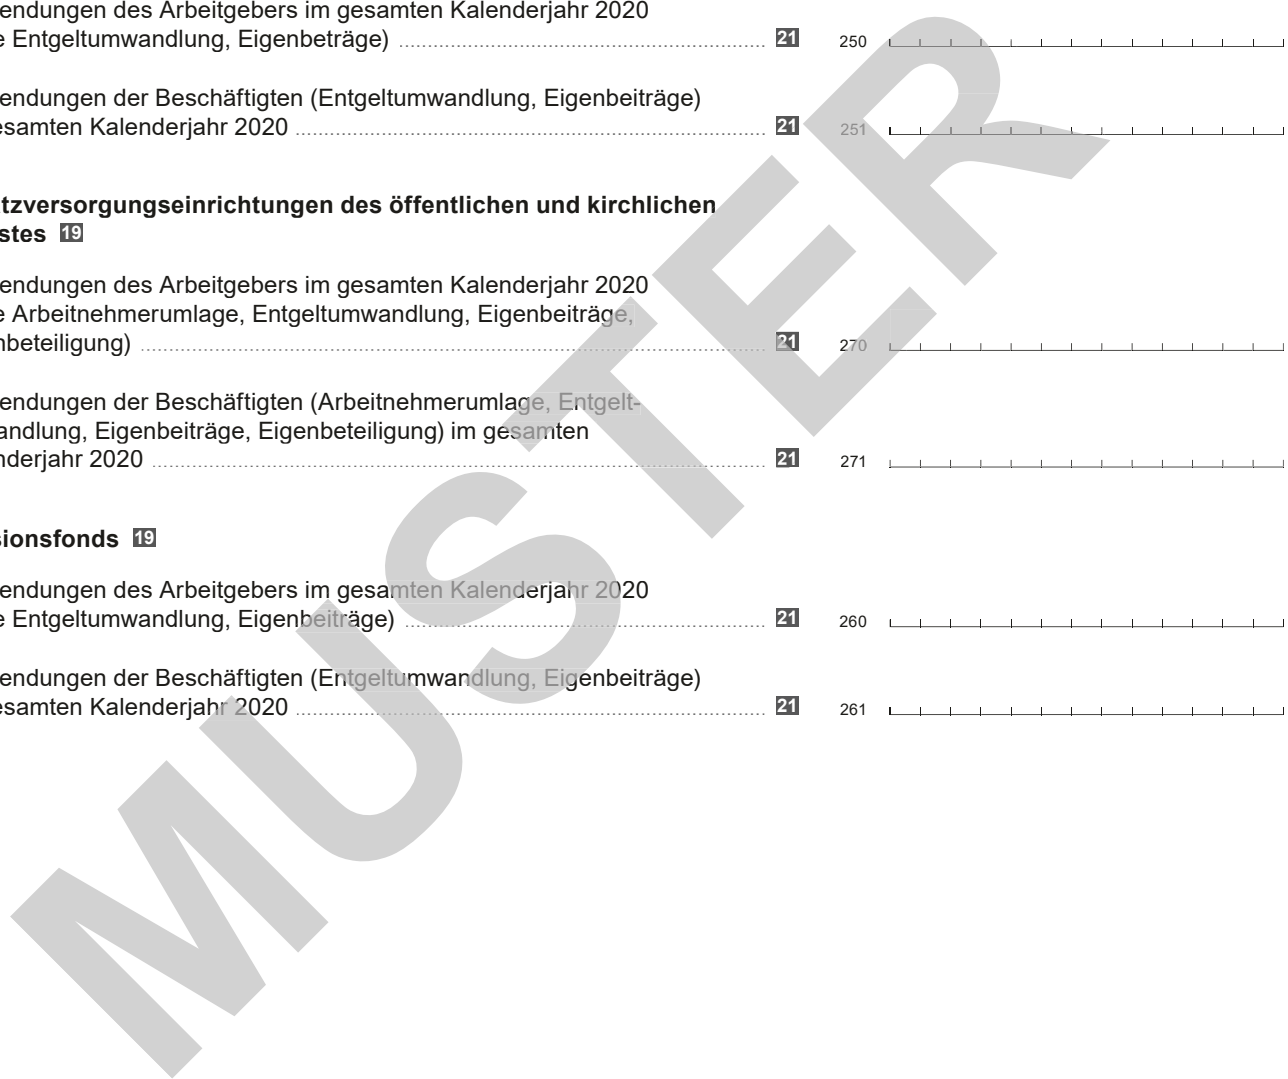 endungen des Arbeitgebers im gesamten Kalenderjahr 2020
e Entgeltumwandlung, Eigenbeträge) 21 250
endungen der Beschäftigten (Entgeltumwandlung, Eigenbeiträge)
esamten Kalenderjahr 2020 21 251
tzversorgungseinrichtungen des öffentlichen und kirchlichen
stes 19
endungen des Arbeitgebers im gesamten Kalenderjahr 2020
e Arbeitnehmerumlage, Entgeltumwandlung, Eigenbeiträge,
nbeteiligung) 21 270
endungen der Beschäftigten (Arbeitnehmerumlage, Entgelt-
andlung, Eigenbeiträge, Eigenbeteiligung) im gesamten
nderjahr 2020 21 271
sionsfonds 19
endungen des Arbeitgebers im gesamten Kalenderjahr 2020
e Entgeltumwandlung, Eigenbeiträge) 21 260
endungen der Beschäftigten (Entgeltumwandlung, Eigenbeiträge)
esamten Kalenderjahr 2020 21 261
MUSTER